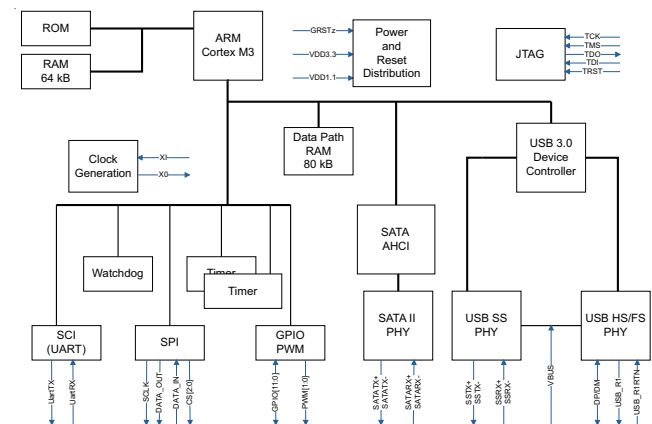 ROM
ARM
Cortex M3
RAM
64 kB
GRSTz
VDD3.3
VDD1.1
Power
and
Reset
Distribution
JTAG
TCK
TMS
TDO
TDI
TRST
Clock
Generation
XI
X0
Data Path
RAM
80 kB
USB 3.0
Device
Controller
SATA
AHCI
Watchdog
Timer
Timer
SCI
(UART)
SPI
GPIO
PWM
SATA II
PHY
USB SS
PHY
USB HS/FS
PHY
UartTX
UartRX
SCLK
DATA_OUT
DATA_IN
CS[2:0]
GPIO[11:0]
PWM[1:0]
SATATX+
SATATX-
SATARX+
SATARX-
SSTX+
SSTX-
SSRX+
SSRX-
VBUS
DP/DM
USB_R1
USB_R1RTN